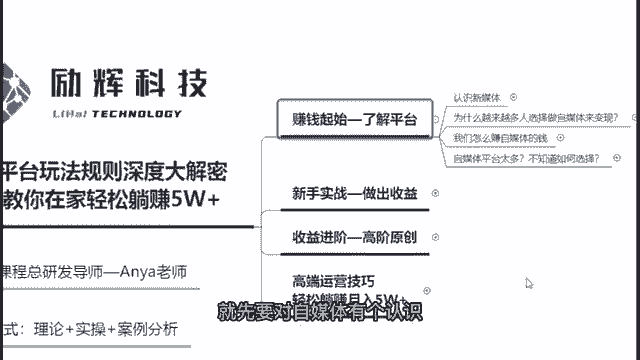 励辉科技
LiHui TECHNOLOGY
平台玩法规则深度大解密
教你在家轻松躺赚5W+
课程总研发导师—Anya老师
式：理论+实操+案例分析
赚钱起始—了解平台
认识新媒体
为什么越来越多人选择做自媒体来变现？
我们怎么赚自媒体的钱
自媒体平台太多？不知道如何选择？
新手实战—做出收益
收益进阶—高阶原创
高端运营技巧
轻松躺赚月入5W+
就先要对自媒体有个认识